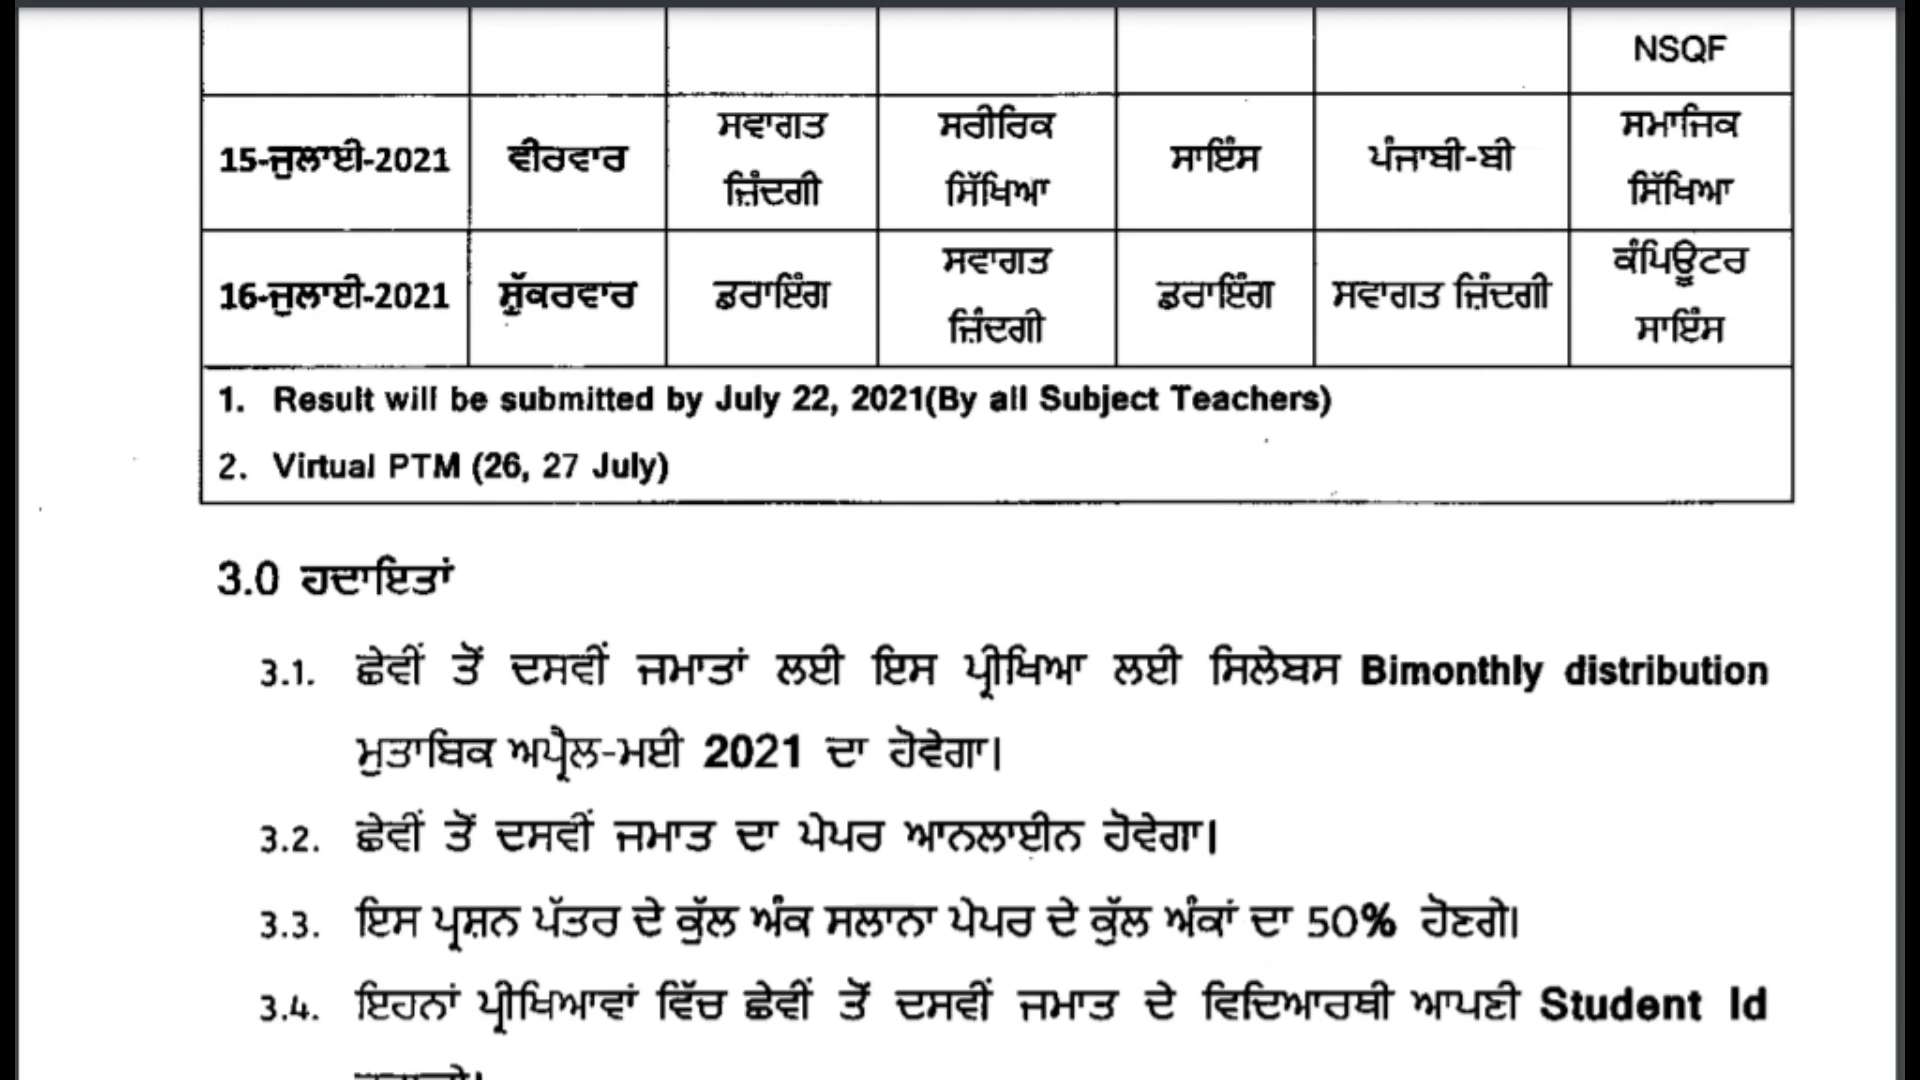 NSQF
15-ਜੁਲਾਈ-2021 ਵੀਰਵਾਰ ਸਵਾਗਤ ਜ਼ਿੰਦਗੀ ਸਰੀਰਿਕ ਸਿੱਖਿਆ ਸਾਇੰਸ ਪੰਜਾਬੀ-ਬੀ ਸਮਾਜਿਕ ਸਿੱਖਿਆ
16-ਜੁਲਾਈ-2021 ਸ਼ੁੱਕਰਵਾਰ ਡਰਾਇੰਗ ਸਵਾਗਤ ਜ਼ਿੰਦਗੀ ਡਰਾਇੰਗ ਸਵਾਗਤ ਜ਼ਿੰਦਗੀ ਕੰਪਿਊਟਰ ਸਾਇੰਸ
1. Result will be submitted by July 22, 2021(By all Subject Teachers)
2. Virtual PTM (26, 27 July)
3.0 ਹਦਾਇਤਾਂ
3.1. ਛੇਵੀਂ ਤੋਂ ਦਸਵੀਂ ਜਮਾਤਾਂ ਲਈ ਇਸ ਪ੍ਰੀਖਿਆ ਲਈ ਸਿਲੇਬਸ Bimonthly distribution
ਮੁਤਾਬਿਕ ਅਪ੍ਰੈਲ-ਮਈ 2021 ਦਾ ਹੋਵੇਗਾ।
3.2. ਛੇਵੀਂ ਤੋਂ ਦਸਵੀਂ ਜਮਾਤ ਦਾ ਪੇਪਰ ਆਨਲਾਈਨ ਹੋਵੇਗਾ।
3.3. ਇਸ ਪ੍ਰਸ਼ਨ ਪੱਤਰ ਦੇ ਕੁੱਲ ਅੰਕ ਸਲਾਨਾ ਪੇਪਰ ਦੇ ਕੁੱਲ ਅੰਕਾਂ ਦਾ 50% ਹੋਣਗੇ।
3.4. ਇਹਨਾਂ ਪ੍ਰੀਖਿਆਵਾਂ ਵਿੱਚ ਛੇਵੀਂ ਤੋਂ ਦਸਵੀਂ ਜਮਾਤ ਦੇ ਵਿਦਿਆਰਥੀ ਆਪਣੀ Student Id